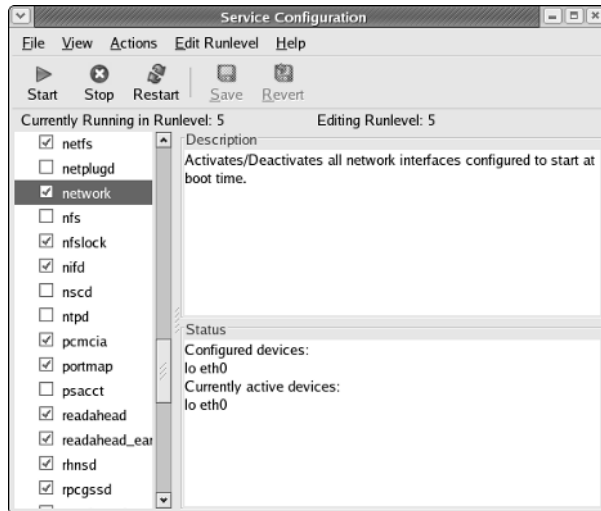 Service Configuration
File View Actions Edit Runlevel Help
Start Stop Restart Save Revert
Currently Running in Runlevel: 5 Editing Runlevel: 5
netfs
netplugd
network
nfs
nfslock
nifd
nscd
ntpd
pcmcia
portmap
psacct
readahead
readahead_ear
rhnsd
rpcgssd
Description
Activates/Deactivates all network interfaces configured to start at
boot time.
Status
Configured devices:
lo eth0
Currently active devices:
lo eth0